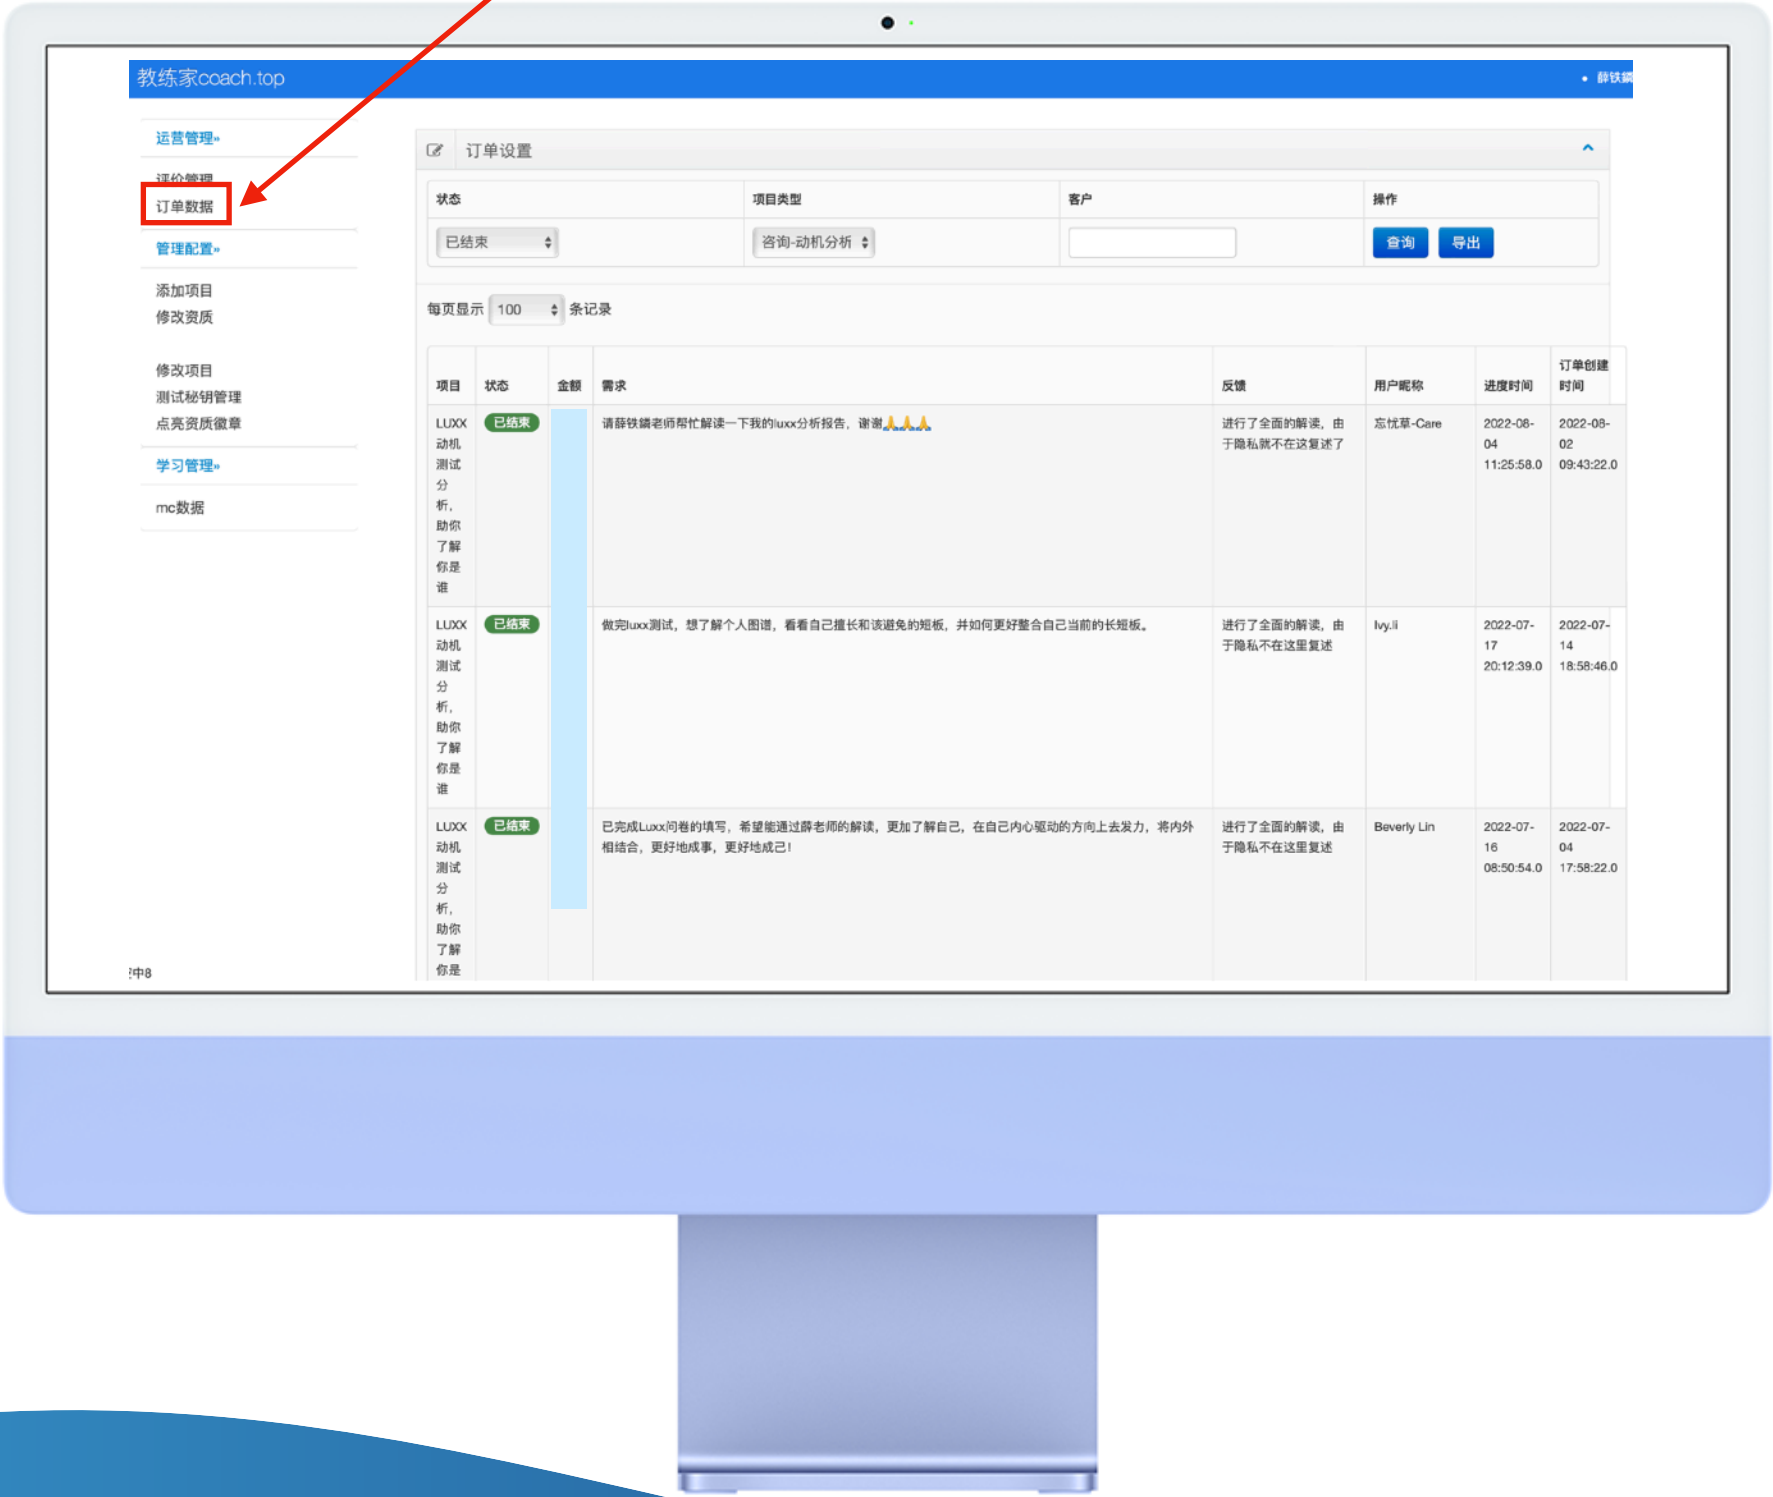 教练家coach.top
• 薛铁鏻
运营管理»
评价管理
订单数据
管理配置»
添加项目
修改资质
修改项目
测试秘钥管理
点亮资质徽章
学习管理»
mc数据
订单设置
状态 项目类型 客户 操作
已结束 咨询-动机分析 查询 导出
每页显示 100 条记录
项目 状态 金额 需求 反馈 用户昵称 进度时间 订单创建
时间
LUXX 已结束 请薛铁鏻老师帮忙解读一下我的luxx分析报告，谢谢🙏🙏🙏 进行了全面的解读，由 忘忧草-Care 2022-08- 2022-08-
动机 于隐私就不在这复述了 04 02
测试 11:25:58.0 09:43:22.0
分
析，
助你
了解
你是
谁
LUXX 已结束 做完luxx测试，想了解个人图谱，看看自己擅长和该避免的短板，并如何更好整合自己当前的长短板。 进行了全面的解读，由 Ivy.li 2022-07- 2022-07-
动机 于隐私不在这里复述 17 14
测试 20:12:39.0 18:58:46.0
分
析，
助你
了解
你是
谁
LUXX 已结束 已完成Luxx问卷的填写，希望能通过薛老师的解读，更加了解自己，在自己内心驱动的方向上去发力，将内外 进行了全面的解读，由 Beverly Lin 2022-07- 2022-07-
动机 相结合，更好地成事，更好地成己！ 于隐私不在这里复述 16 04
测试 08:50:54.0 17:58:22.0
分
析，
助你
了解
你是
中8